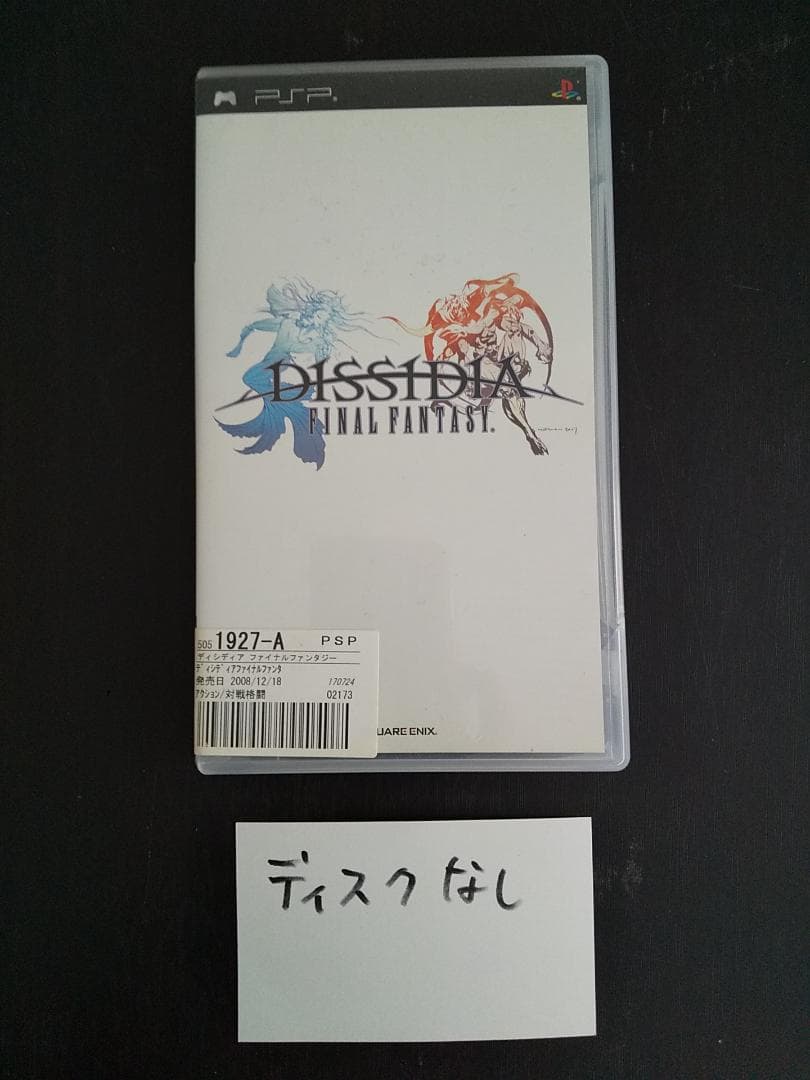 PSP
DISSIDIA
FINAL FANTASY.
505 1927-A PSP
ディシディア ファイナルファンタジー
ディシディアファイナルファンタ
発売日 2008/12/18 170724
アクション/対戦格闘 02173
UARE ENIX.
ディスクなし